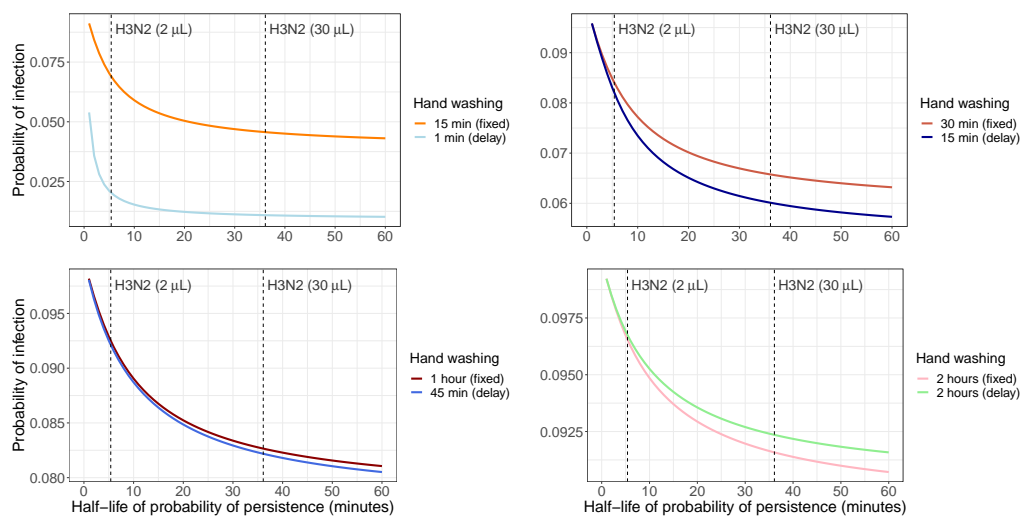 H3N2 (2 μL)
H3N2 (30 μL)
Probability of infection
0.075
0.050
0.025
0
10
20
30
40
50
60
Hand washing
15 min (fixed)
1 min (delay)
H3N2 (2 μL)
H3N2 (30 μL)
0.09
0.08
0.07
0.06
0
10
20
30
40
50
60
Hand washing
30 min (fixed)
15 min (delay)
H3N2 (2 μL)
H3N2 (30 μL)
Probability of infection
0.095
0.090
0.085
0.080
0
10
20
30
40
50
60
Half−life of probability of persistence (minutes)
Hand washing
1 hour (fixed)
45 min (delay)
H3N2 (2 μL)
H3N2 (30 μL)
0.0975
0.0950
0.0925
0
10
20
30
40
50
60
Half−life of probability of persistence (minutes)
Hand washing
2 hours (fixed)
2 hours (delay)